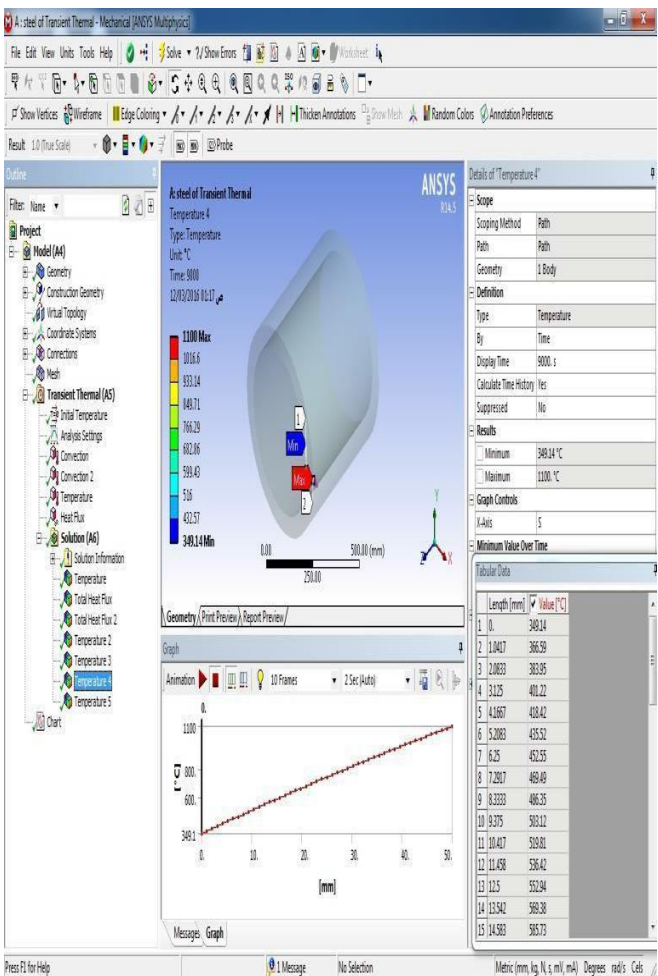 A : steel of Transient Thermal - Mechanical [ANSYS Multiphysics]
File Edit View Units Tools Help Solve ?/ Show Errors Worksheet
Show Vertices Wireframe Edge Coloring Thicken Annotations Show Mesh Random Colors Annotation Preferences
Result 1.0 (True Scale) Probe
Outline
Filter: Name
Project
Model (A4)
Geometry
Construction Geometry
Virtual Topology
Coordinate Systems
Connections
Mesh
Transient Thermal (A5)
Initial Temperature
Analysis Settings
Convection
Convection 2
Temperature
Heat Flux
Solution (A6)
Solution Information
Temperature
Total Heat Flux
Total Heat Flux 2
Temperature 2
Temperature 3
Temperature 4
Temperature 5
Chart
A: steel of Transient Thermal
Temperature 4
Type: Temperature
Unit: °C
Time: 9000
12/03/2016 01:17 ص
1100 Max
1016.6
933.14
849.71
766.29
682.86
599.43
516
432.57
349.14 Min
ANSYS
R14.5
1
Min
Max
2
0.00
500.00 (mm)
250.00
Y
Z
X
Geometry Print Preview Report Preview
Graph
Animation 10 Frames 2 Sec (Auto)
0.
1100
800.
600.
349.1
[°C]
0. 10. 20. 30. 40. 50.
[mm]
Messages Graph
Details of "Temperature 4"
Scope
Scoping Method Path
Path Path
Geometry 1 Body
Definition
Type Temperature
By Time
Display Time 9000. s
Calculate Time History Yes
Suppressed No
Results
Minimum 349.14 °C
Maximum 1100. °C
Graph Controls
X-Axis S
Minimum Value Over Time
Tabular Data
Length [mm] Value [°C]
1 0. 349.14
2 1.0417 366.59
3 2.0833 383.95
4 3.125 401.22
5 4.1667 418.42
6 5.2083 435.52
7 6.25 452.55
8 7.2917 469.49
9 8.3333 486.35
10 9.375 503.12
11 10.417 519.81
12 11.458 536.42
13 12.5 552.94
14 13.542 569.38
15 14.583 585.73
Press F1 for Help 1 Message No Selection Metric (mm, kg, N, s, mV, mA) Degrees rad/s Cels